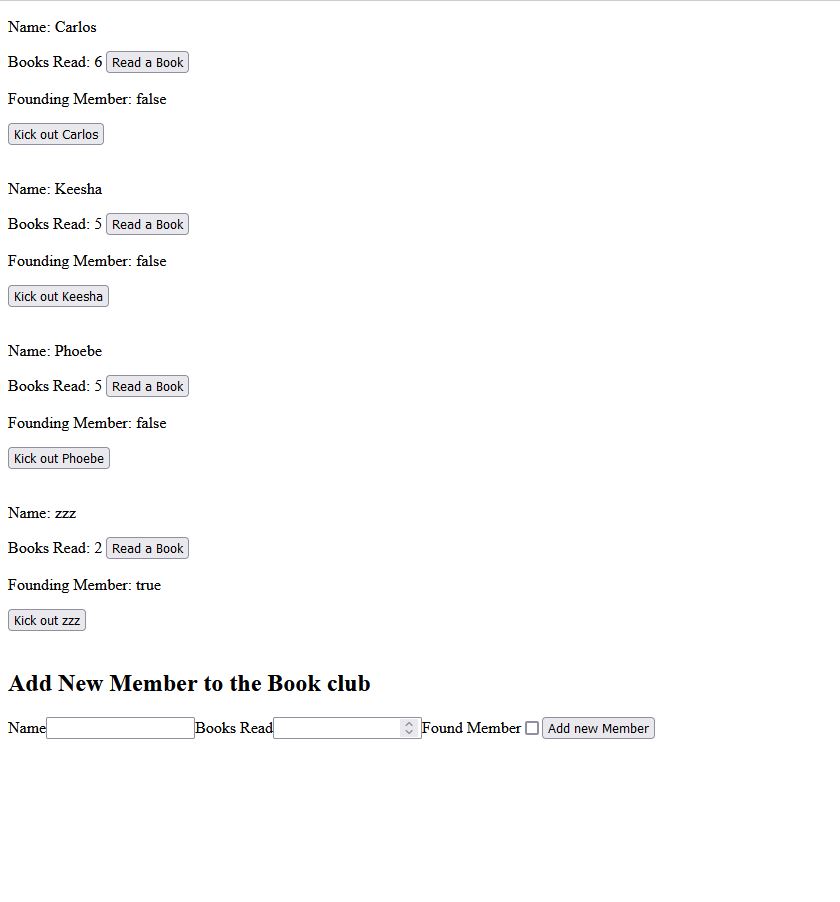 Name: Carlos
Books Read: 6 Read a Book
Founding Member: false
Kick out Carlos
Name: Keesha
Books Read: 5 Read a Book
Founding Member: false
Kick out Keesha
Name: Phoebe
Books Read: 5 Read a Book
Founding Member: false
Kick out Phoebe
Name: zzz
Books Read: 2 Read a Book
Founding Member: true
Kick out zzz
Add New Member to the Book club
Name Books Read Found Member Add new Member